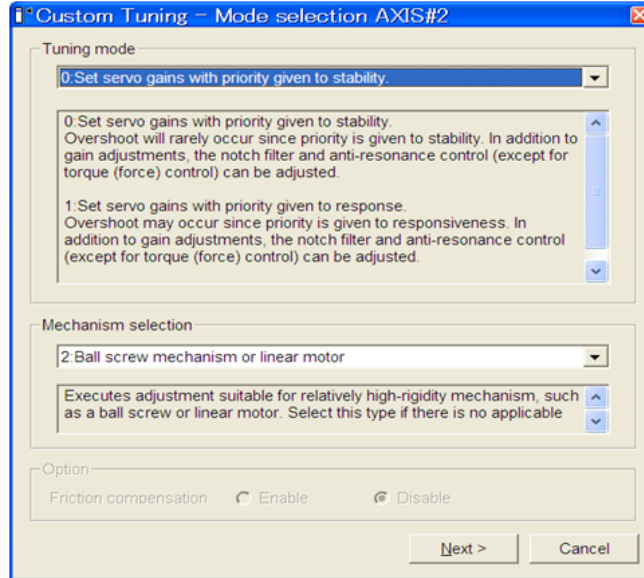 Custom Tuning - Mode selection AXIS#2
Tuning mode
0:Set servo gains with priority given to stability.
0:Set servo gains with priority given to stability.
Overshoot will rarely occur since priority is given to stability. In addition to
gain adjustments, the notch filter and anti-resonance control (except for
torque (force) control) can be adjusted.
1:Set servo gains with priority given to response.
Overshoot may occur since priority is given to responsiveness. In
addition to gain adjustments, the notch filter and anti-resonance control
(except for torque (force) control) can be adjusted.
Mechanism selection
2:Ball screw mechanism or linear motor
Executes adjustment suitable for relatively high-rigidity mechanism, such
as a ball screw or linear motor. Select this type if there is no applicable
Option
Friction compensation Enable Disable
Next > Cancel